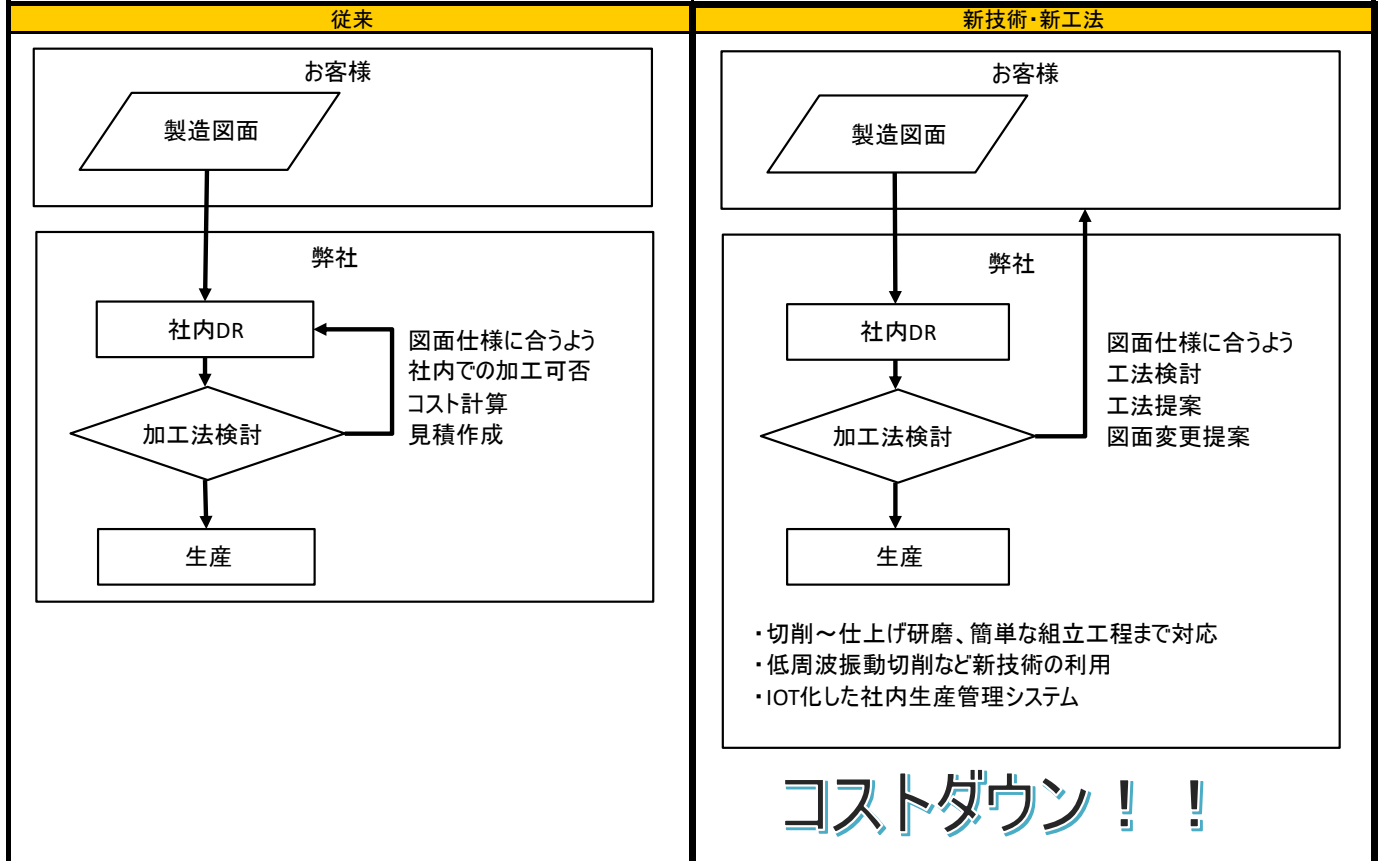 従来
お客様
製造図面
弊社
社内DR
図面仕様に合うよう
社内での加工可否
コスト計算
見積作成
加工法検討
生産
新技術・新工法
お客様
製造図面
弊社
社内DR
図面仕様に合うよう
工法検討
工法提案
図面変更提案
加工法検討
生産
・切削～仕上げ研磨、簡単な組立工程まで対応
・低周波振動切削など新技術の利用
・IOT化した社内生産管理システム
コストダウン！！